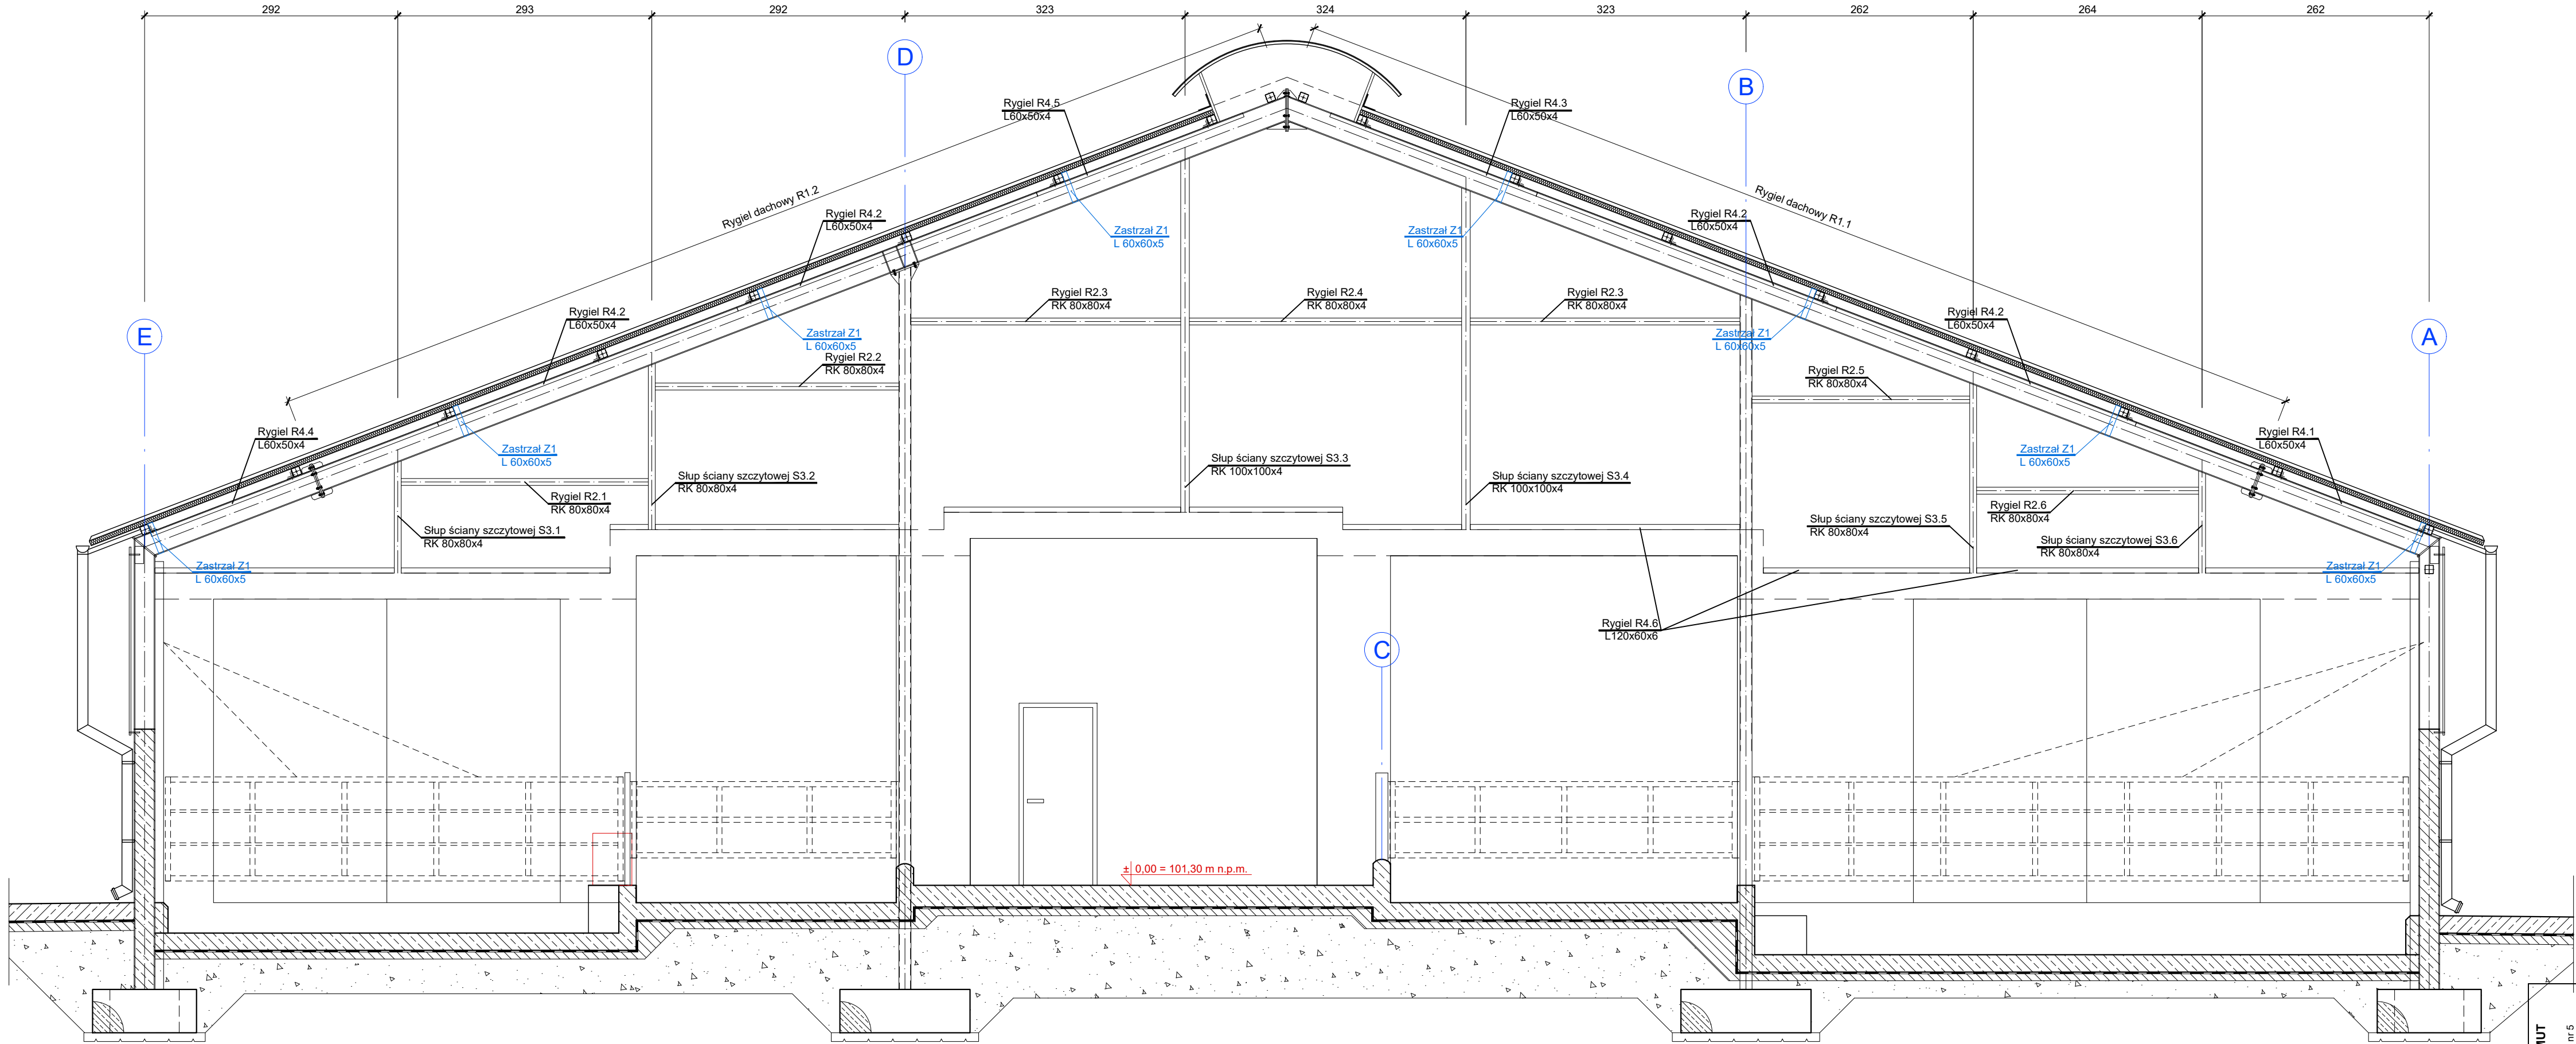 292
293
292
323
324
323
262
264
262
D
B
E
A
C
Rygiel dachowy R1.2
Rygiel dachowy R1.1
Rygiel R4.5
L60x50x4
Rygiel R4.3
L60x50x4
Rygiel R4.2
L60x50x4
Rygiel R4.2
L60x50x4
Zastrzał Z1
L 60x60x5
Zastrzał Z1
L 60x60x5
Rygiel R2.3
RK 80x80x4
Rygiel R2.4
RK 80x80x4
Rygiel R2.3
RK 80x80x4
Rygiel R4.2
L60x50x4
Rygiel R4.2
L60x50x4
Zastrzał Z1
L 60x60x5
Zastrzał Z1
L 60x60x5
Rygiel R2.2
RK 80x80x4
Rygiel R2.5
RK 80x80x4
Rygiel R4.4
L60x50x4
Rygiel R4.1
L60x50x4
Zastrzał Z1
L 60x60x5
Zastrzał Z1
L 60x60x5
Słup ściany szczytowej S3.3
RK 100x100x4
Słup ściany szczytowej S3.2
RK 80x80x4
Słup ściany szczytowej S3.4
RK 100x100x4
Rygiel R2.1
RK 80x80x4
Rygiel R2.6
RK 80x80x4
Słup ściany szczytowej S3.1
RK 80x80x4
Słup ściany szczytowej S3.5
RK 80x80x4
Słup ściany szczytowej S3.6
RK 80x80x4
Zastrzał Z1
L 60x60x5
Zastrzał Z1
L 60x60x5
Rygiel R4.6
L120x60x6
± 0,00 = 101,30 m n.p.m.
nr 5